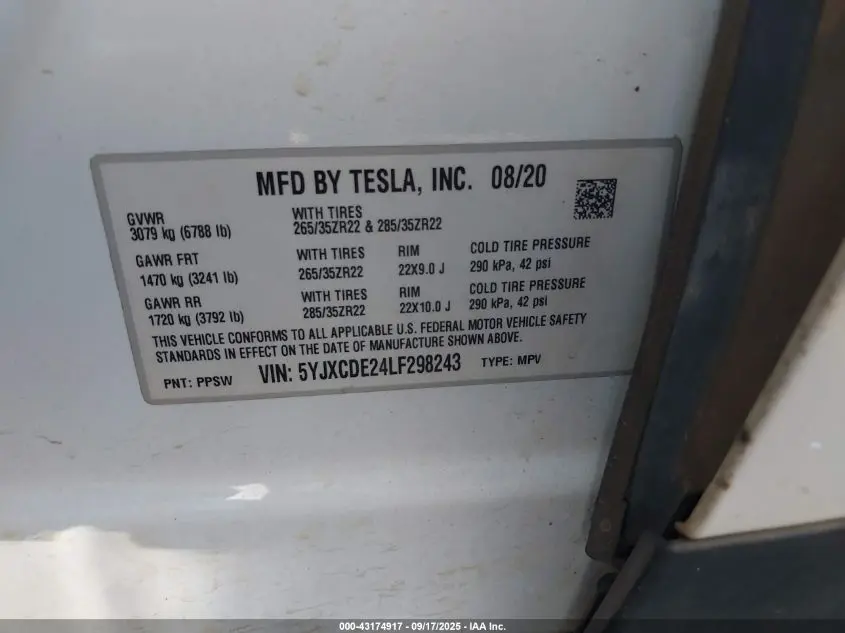 MFD BY TESLA, INC. 08/20
GVWR
3079 kg (6788 lb)
WITH TIRES
265/35ZR22 & 285/35ZR22
GAWR FRT
1470 kg (3241 lb)
WITH TIRES
265/35ZR22
RIM
22X9.0 J
COLD TIRE PRESSURE
290 kPa, 42 psi
GAWR RR
1720 kg (3792 lb)
WITH TIRES
285/35ZR22
RIM
22X10.0 J
COLD TIRE PRESSURE
290 kPa, 42 psi
THIS VEHICLE CONFORMS TO ALL APPLICABLE U.S. FEDERAL MOTOR VEHICLE SAFETY
STANDARDS IN EFFECT ON THE DATE OF MANUFACTURE SHOWN ABOVE.
PNT: PPSW VIN: 5YJXCDE24LF298243 TYPE: MPV
000-43174917 - 09/17/2025 - IAA Inc.